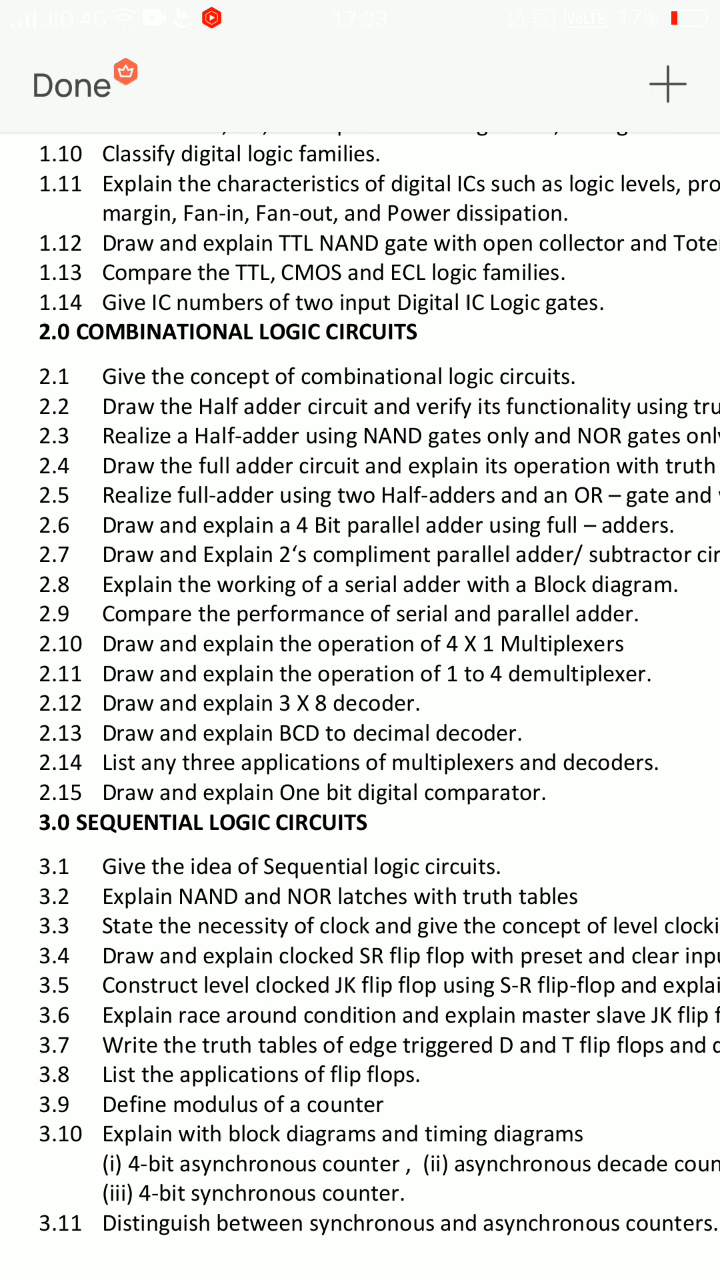 JIO 4G 17:33 VoLTE 17%
Done
1.10 Classify digital logic families.
1.11 Explain the characteristics of digital ICs such as logic levels, pro
margin, Fan-in, Fan-out, and Power dissipation.
1.12 Draw and explain TTL NAND gate with open collector and Tote
1.13 Compare the TTL, CMOS and ECL logic families.
1.14 Give IC numbers of two input Digital IC Logic gates.
2.0 COMBINATIONAL LOGIC CIRCUITS
2.1 Give the concept of combinational logic circuits.
2.2 Draw the Half adder circuit and verify its functionality using tru
2.3 Realize a Half-adder using NAND gates only and NOR gates only
2.4 Draw the full adder circuit and explain its operation with truth
2.5 Realize full-adder using two Half-adders and an OR – gate and
2.6 Draw and explain a 4 Bit parallel adder using full – adders.
2.7 Draw and Explain 2‘s compliment parallel adder/ subtractor cir
2.8 Explain the working of a serial adder with a Block diagram.
2.9 Compare the performance of serial and parallel adder.
2.10 Draw and explain the operation of 4 X 1 Multiplexers
2.11 Draw and explain the operation of 1 to 4 demultiplexer.
2.12 Draw and explain 3 X 8 decoder.
2.13 Draw and explain BCD to decimal decoder.
2.14 List any three applications of multiplexers and decoders.
2.15 Draw and explain One bit digital comparator.
3.0 SEQUENTIAL LOGIC CIRCUITS
3.1 Give the idea of Sequential logic circuits.
3.2 Explain NAND and NOR latches with truth tables
3.3 State the necessity of clock and give the concept of level clocki
3.4 Draw and explain clocked SR flip flop with preset and clear inpu
3.5 Construct level clocked JK flip flop using S-R flip-flop and explai
3.6 Explain race around condition and explain master slave JK flip f
3.7 Write the truth tables of edge triggered D and T flip flops and d
3.8 List the applications of flip flops.
3.9 Define modulus of a counter
3.10 Explain with block diagrams and timing diagrams
(i) 4-bit asynchronous counter , (ii) asynchronous decade coun
(iii) 4-bit synchronous counter.
3.11 Distinguish between synchronous and asynchronous counters.